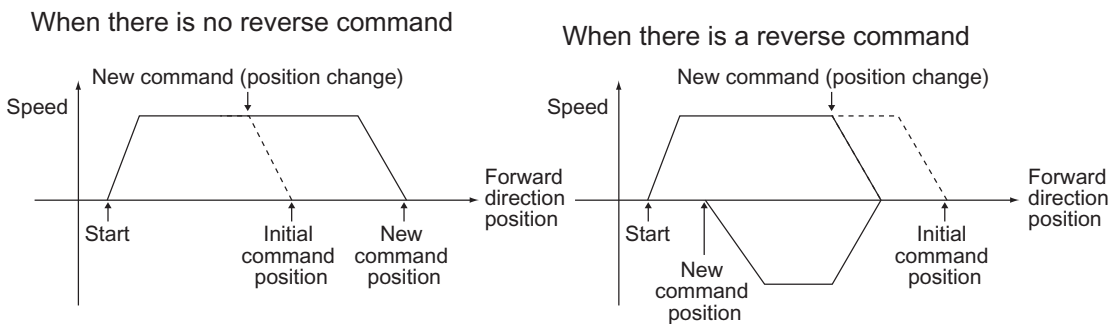 When there is no reverse command
New command (position change)
Speed
Forward
direction
position
Start
Initial
command
position
New
command
position
When there is a reverse command
New command (position change)
Speed
Forward
direction
position
Start
New
command
position
Initial
command
position